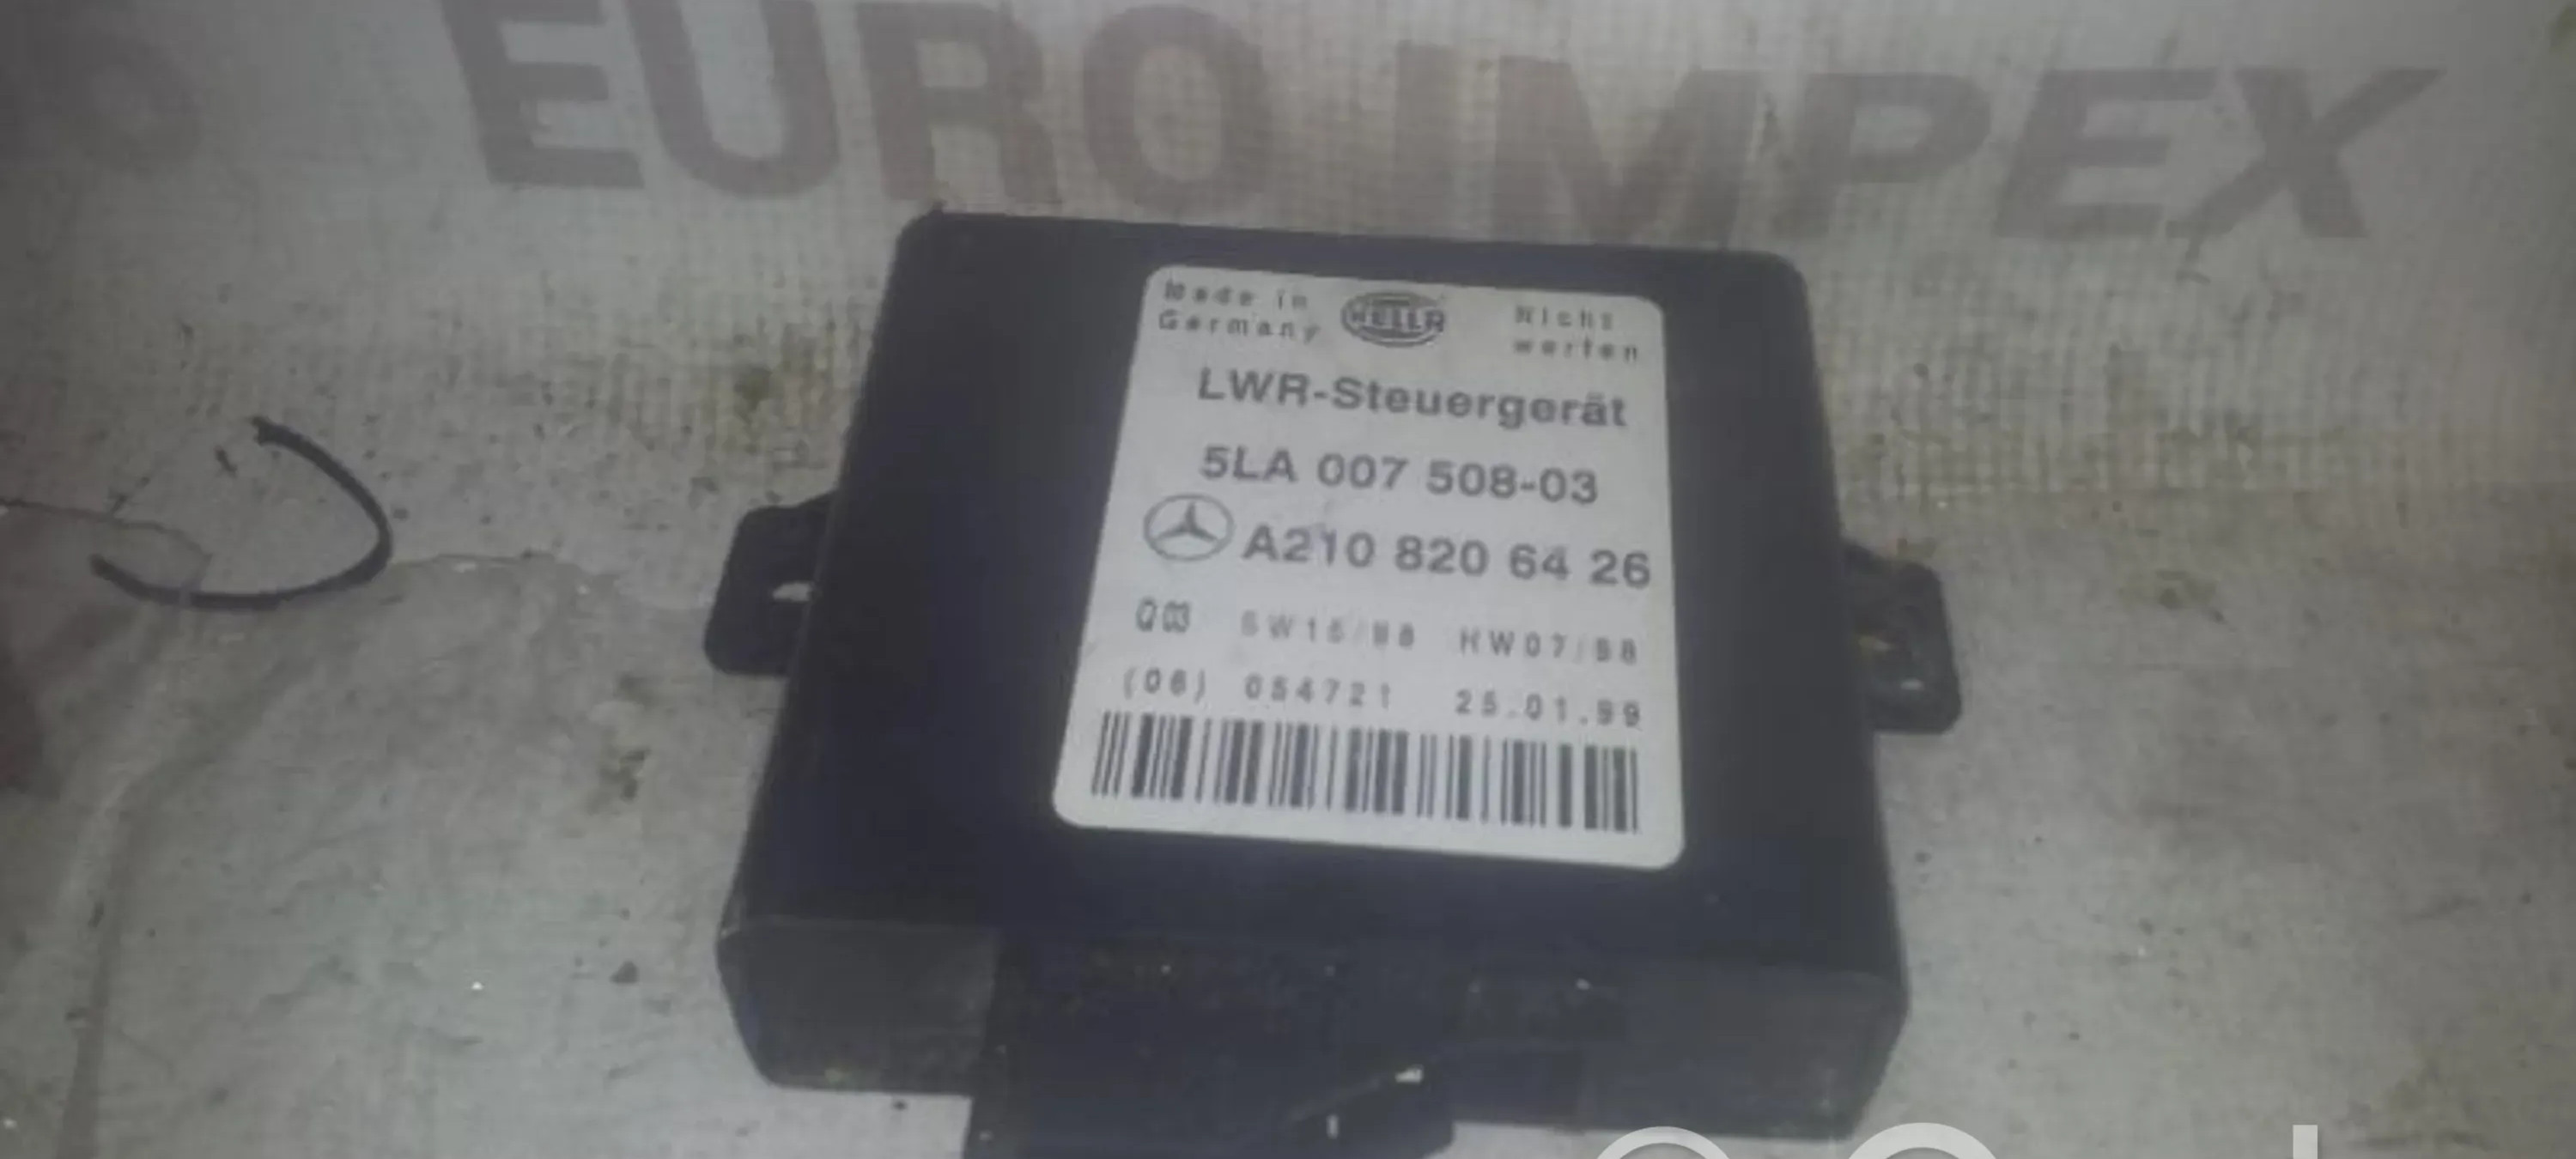 EURO IMPEX
Made in
Germany
HELLA
Nicht
werfen
LWR-Steuergerät
5LA 007 508-03
A210 820 64 26
Q03 SW15/98 HW07/98
(06) 054721 25.01.99